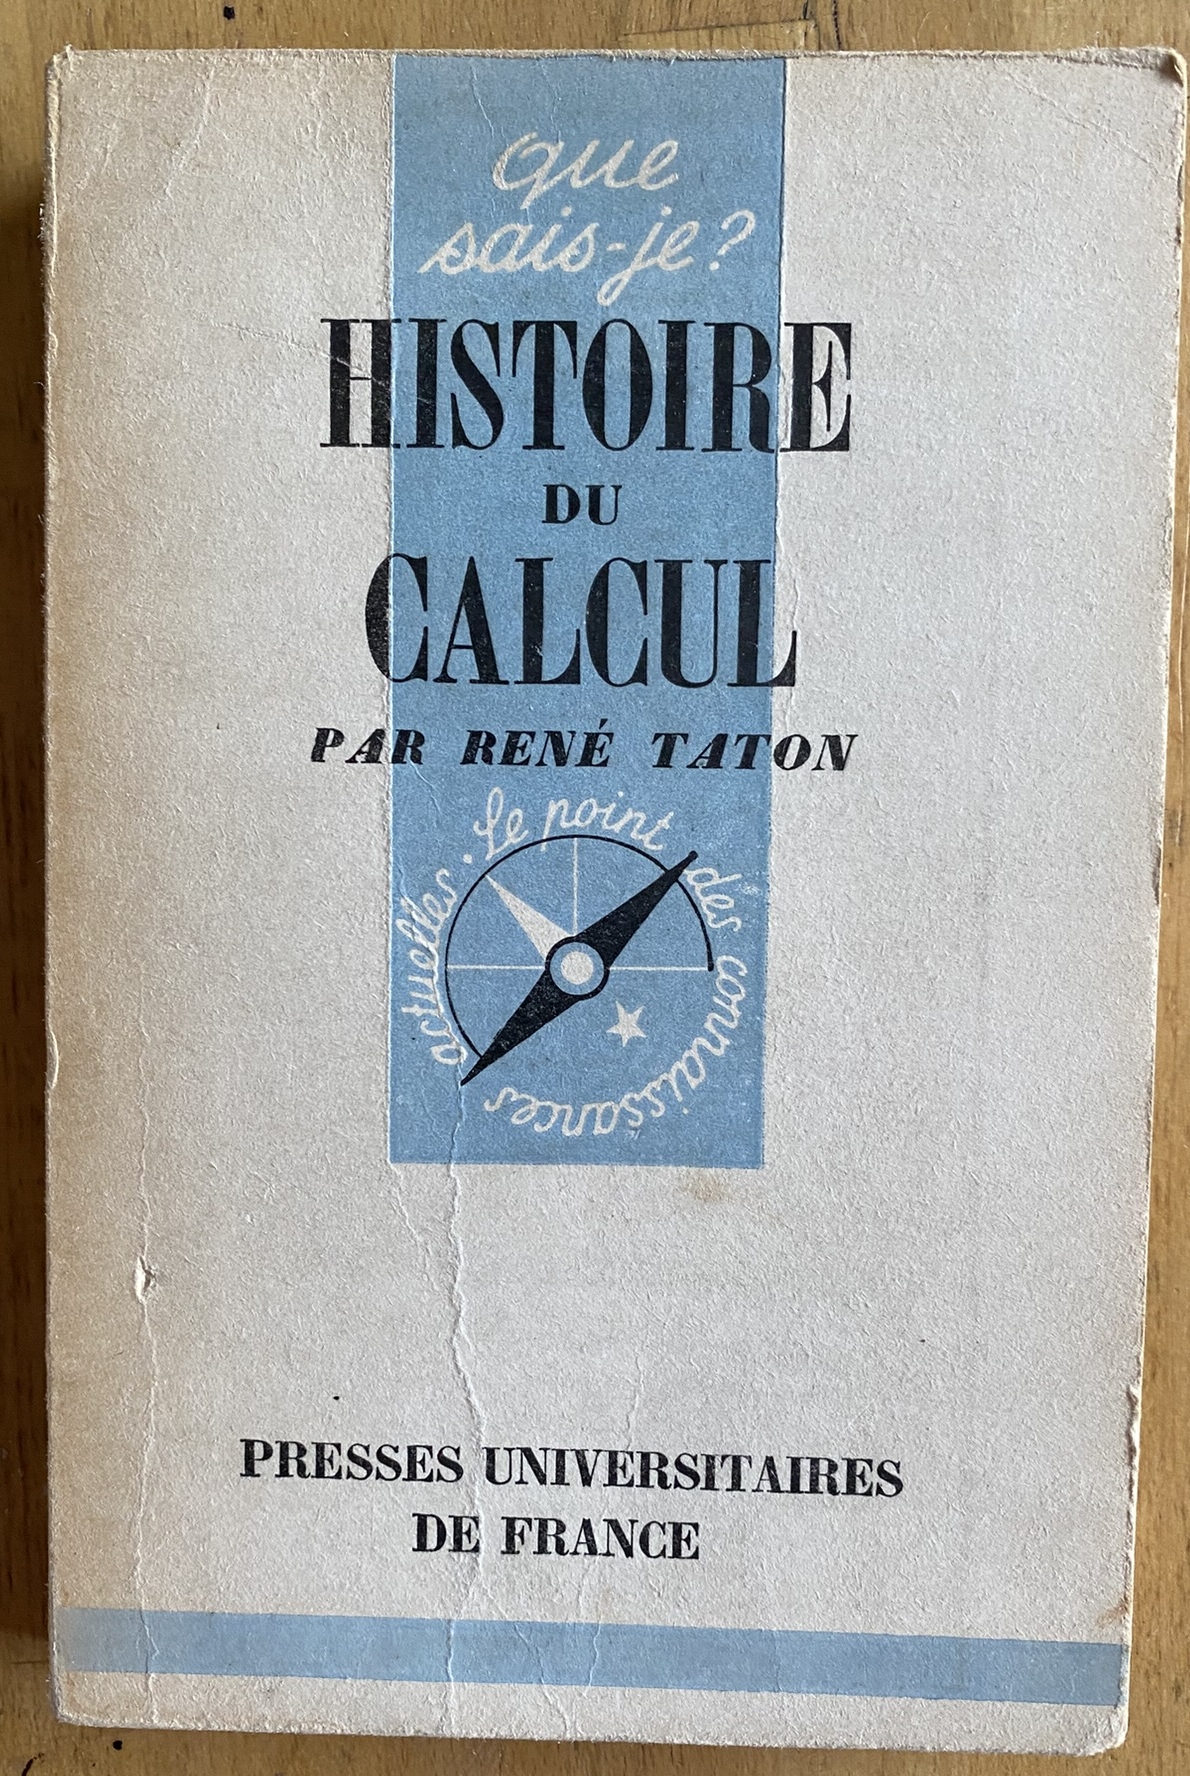 que
sais-je?
HISTOIRE
DU
CALCUL
PAR RENÉ TATON
Le point des connaissances actuelles.
PRESSES UNIVERSITAIRES
DE FRANCE